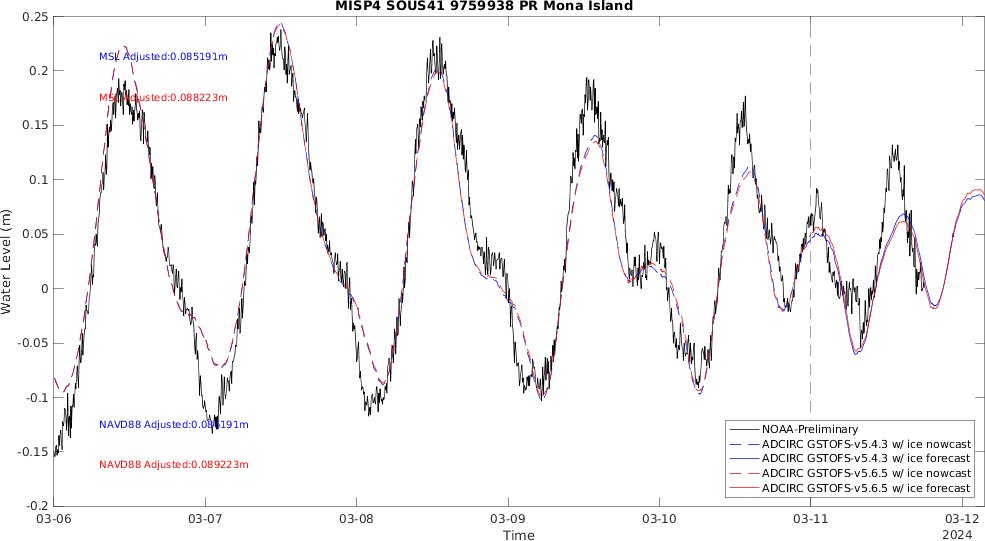 MISP4 SOUS41 9759938 PR Mona Island
Water Level (m)
0.25
0.2
0.15
0.1
0.05
0
-0.05
-0.1
-0.15
-0.2
MSL Adjusted:0.085191m
MSL Adjusted:0.088223m
NAVD88 Adjusted:0.086191m
NAVD88 Adjusted:0.089223m
NOAA-Preliminary
ADCIRC GSTOFS-v5.4.3 w/ ice nowcast
ADCIRC GSTOFS-v5.4.3 w/ ice forecast
ADCIRC GSTOFS-v5.6.5 w/ ice nowcast
ADCIRC GSTOFS-v5.6.5 w/ ice forecast
03-06 03-07 03-08 03-09 03-10 03-11 03-12
Time
2024